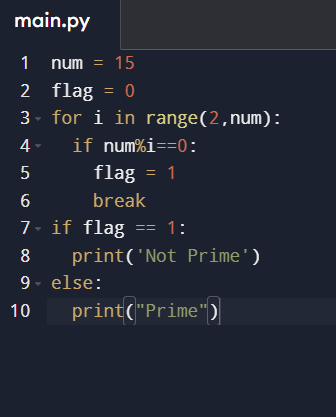 main.py
1 num = 15
2 flag = 0
3 for i in range(2,num):
4   if num%i==0:
5     flag = 1
6     break
7 if flag == 1:
8   print('Not Prime')
9 else:
10   print("Prime")